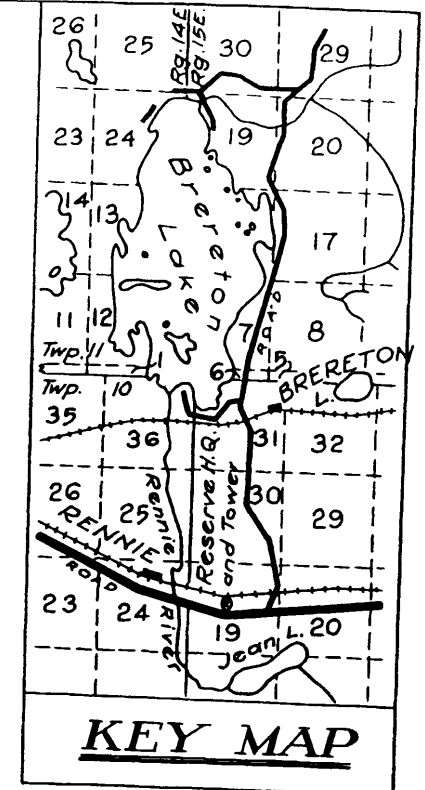 26 25 Rg. 14E Rg. 15E. 30 29
23 24 19 20
Brereton Lake
14 13 17
11 12 7 ROAD 8
Twp. 11 6 5 BRERETON L.
Twp. 10
35 36 31 32
26 25 Rennie Reserve H.Q. and Tower 30 29
RENNIE
ROAD
23 24 RIVER 19 20
Jean L.
KEY MAP